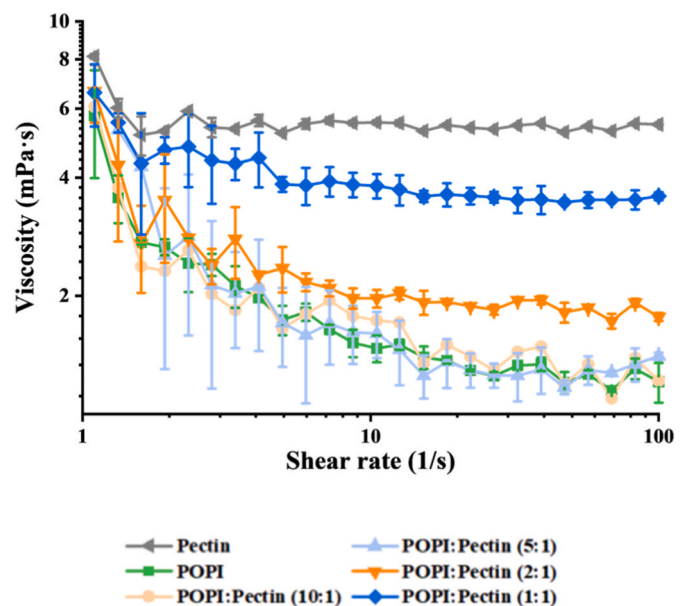 10
8
6
4
2
Viscosity (mPa·s)
1
10
100
Shear rate (1/s)
Pectin
POPI:Pectin (5:1)
POPI
POPI:Pectin (2:1)
POPI:Pectin (10:1)
POPI:Pectin (1:1)